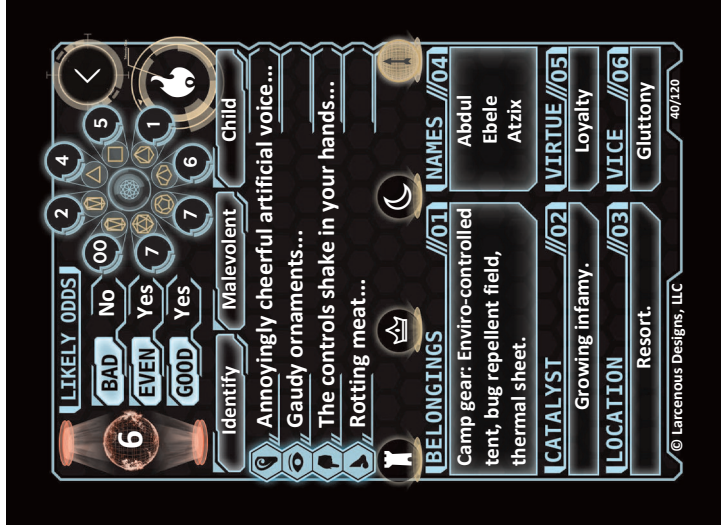 LIKELY ODDS
6
BAD No
EVEN Yes
GOOD Yes
00
2
4
5
1
6
7
7
Identify
Malevolent
Child
Annoyingly cheerful artificial voice...
Gaudy ornaments...
The controls shake in your hands...
Rotting meat...
BELONGINGS //01
Camp gear: Enviro-controlled
tent, bug repellent field,
thermal sheet.
NAMES //04
Abdul
Ebele
Atzix
CATALYST //02
Growing infamy.
VIRTUE //05
Loyalty
LOCATION //03
Resort.
VICE //06
Gluttony
© Larcenous Designs, LLC
40/120